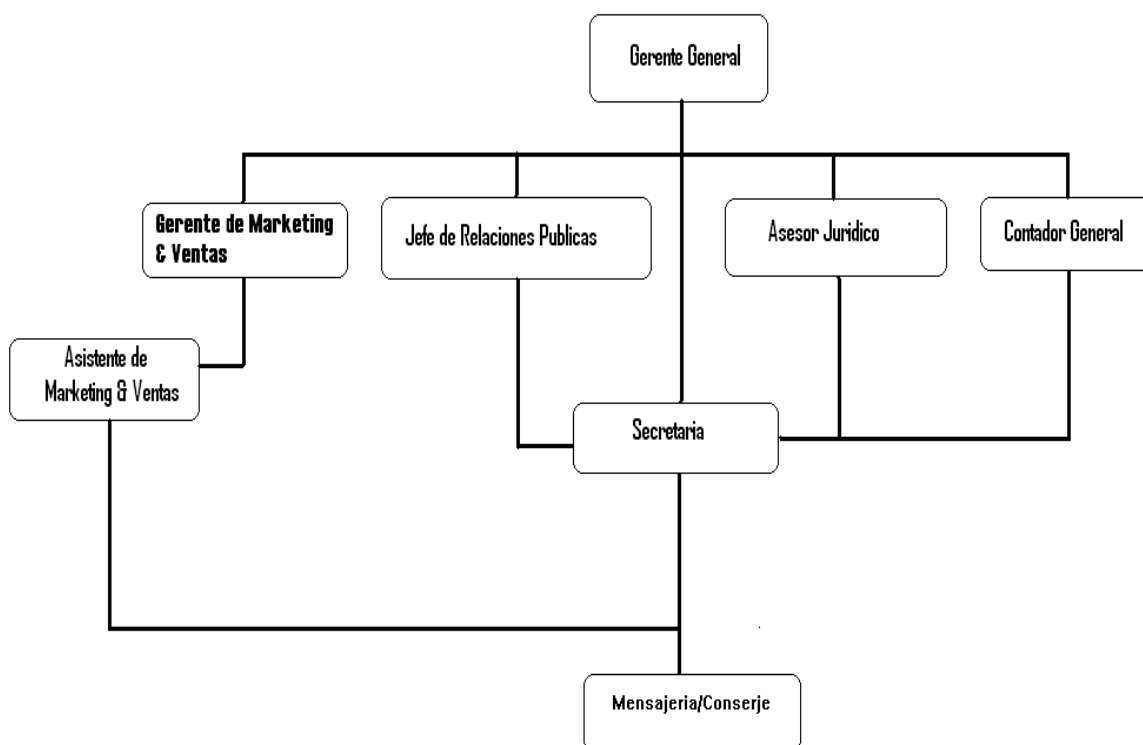 Gerente General
Gerente de Marketing
& Ventas
Jefe de Relaciones Publicas
Asesor Juridico
Contador General
Asistente de
Marketing & Ventas
Secretaria
Mensajeria/Conserje